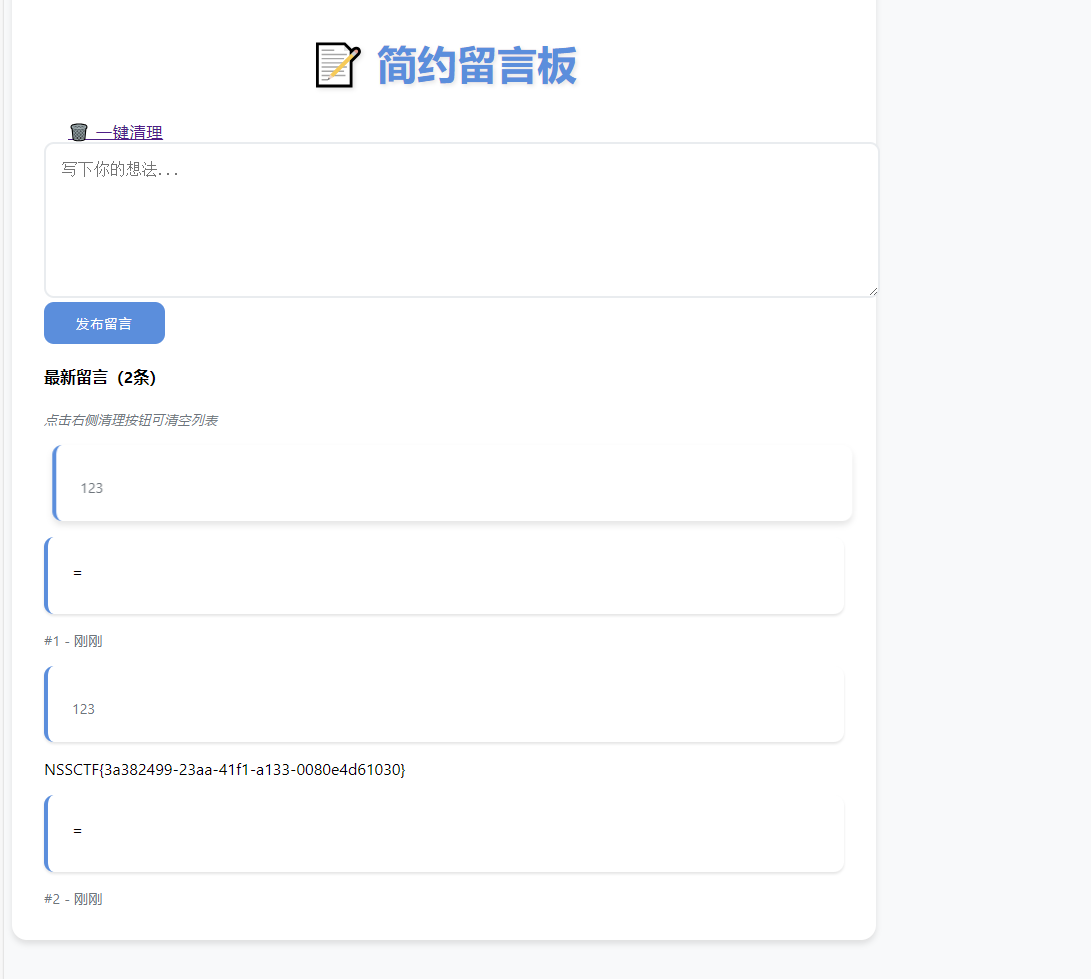 简约留言板
一键清理
写下你的想法...
发布留言
最新留言（2条）
点击右侧清理按钮可清空列表
123
=
#1 - 刚刚
123
NSSCTF{3a382499-23aa-41f1-a133-0080e4d61030}
=
#2 - 刚刚